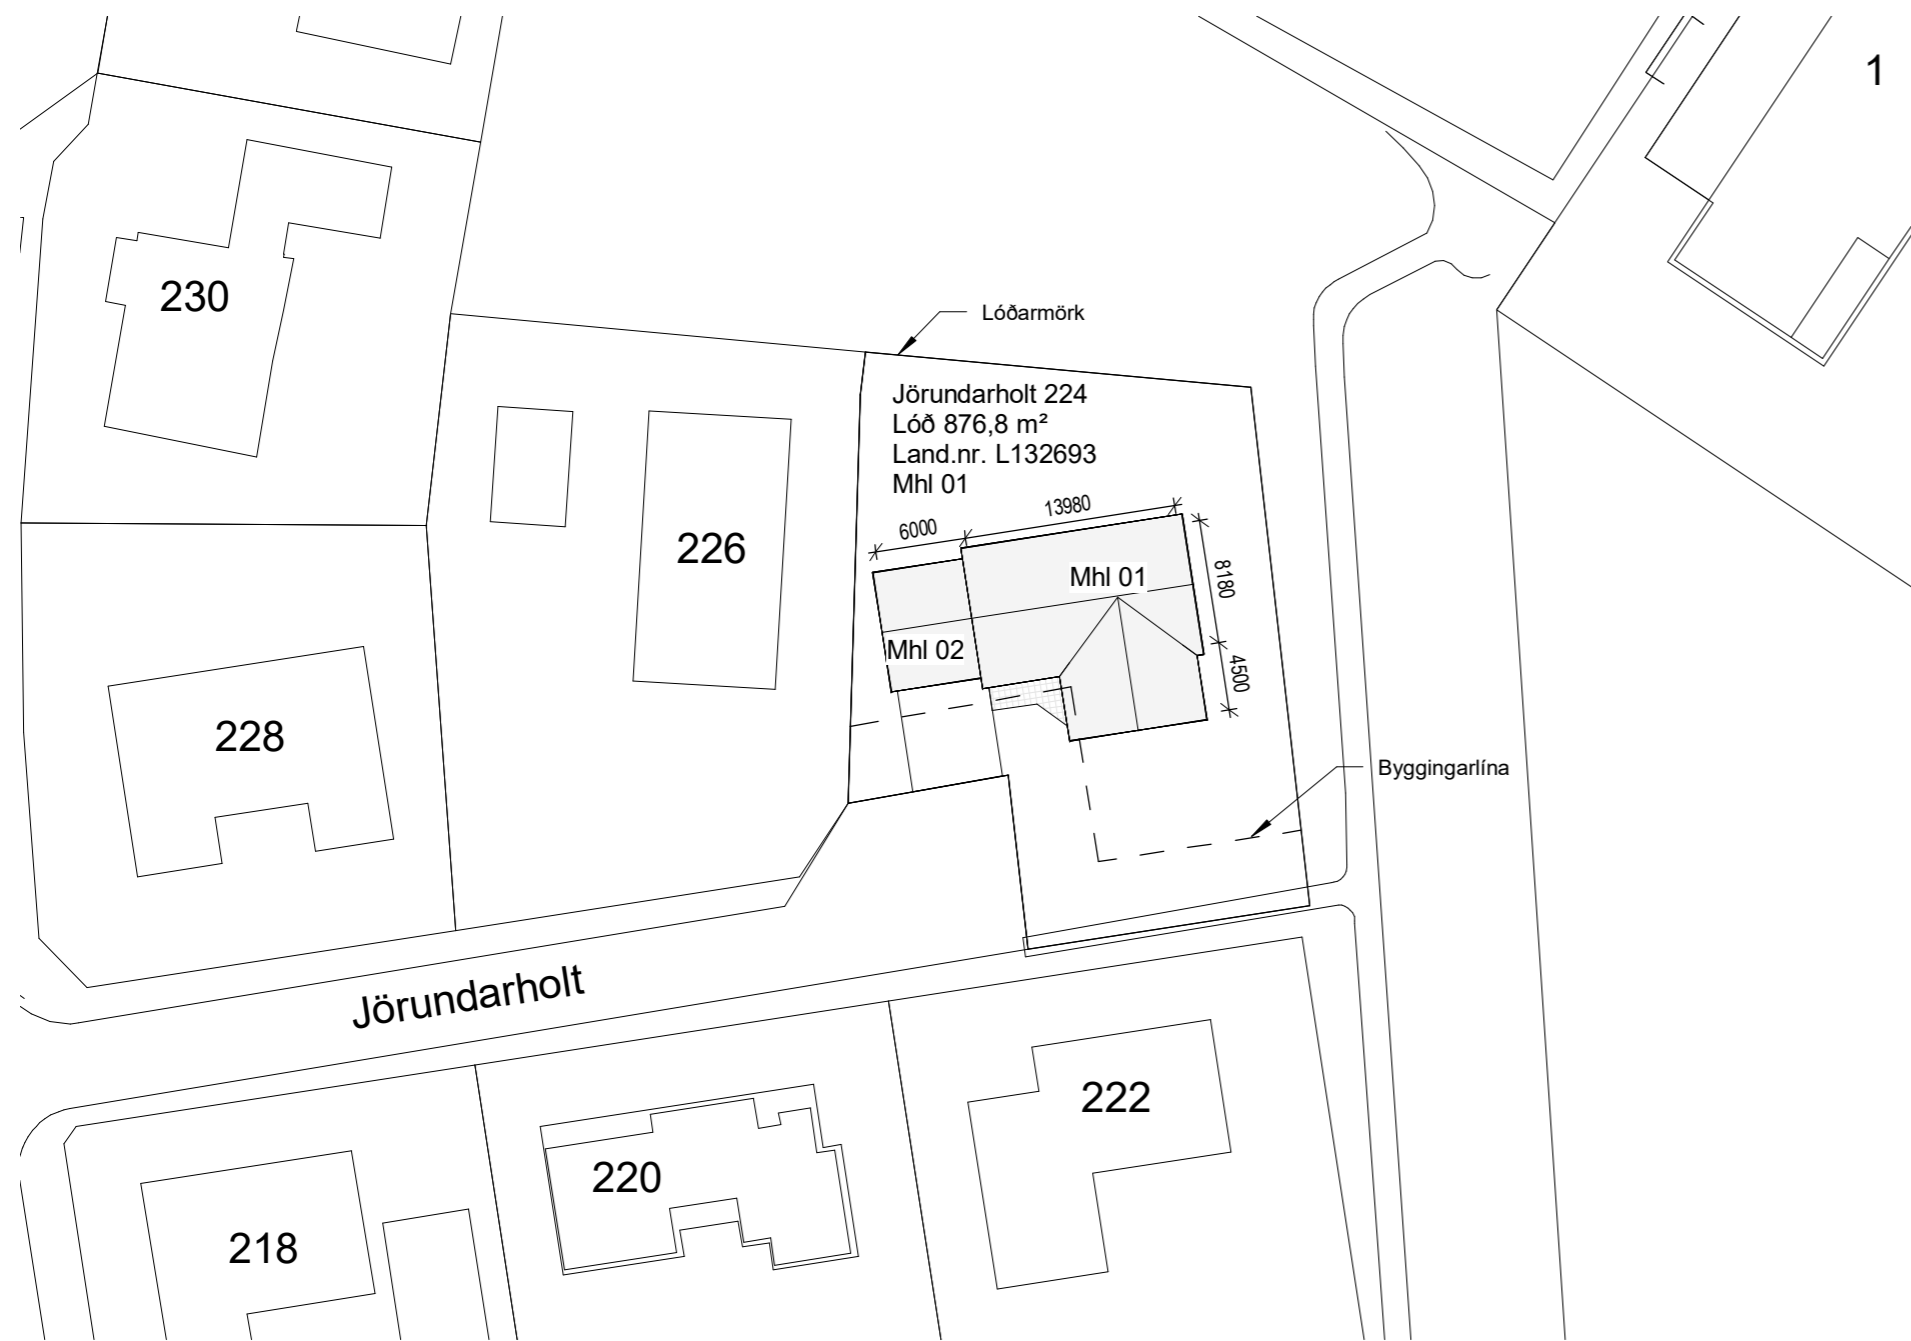 1
230
Lóðarmörk
Jörundarholt 224
Lóð 876,8 m²
Land.nr. L132693
Mhl 01
13980
6000
226
8180
Mhl 01
Mhl 02
4500
228
Byggingarlína
Jörundarholt
222
220
218